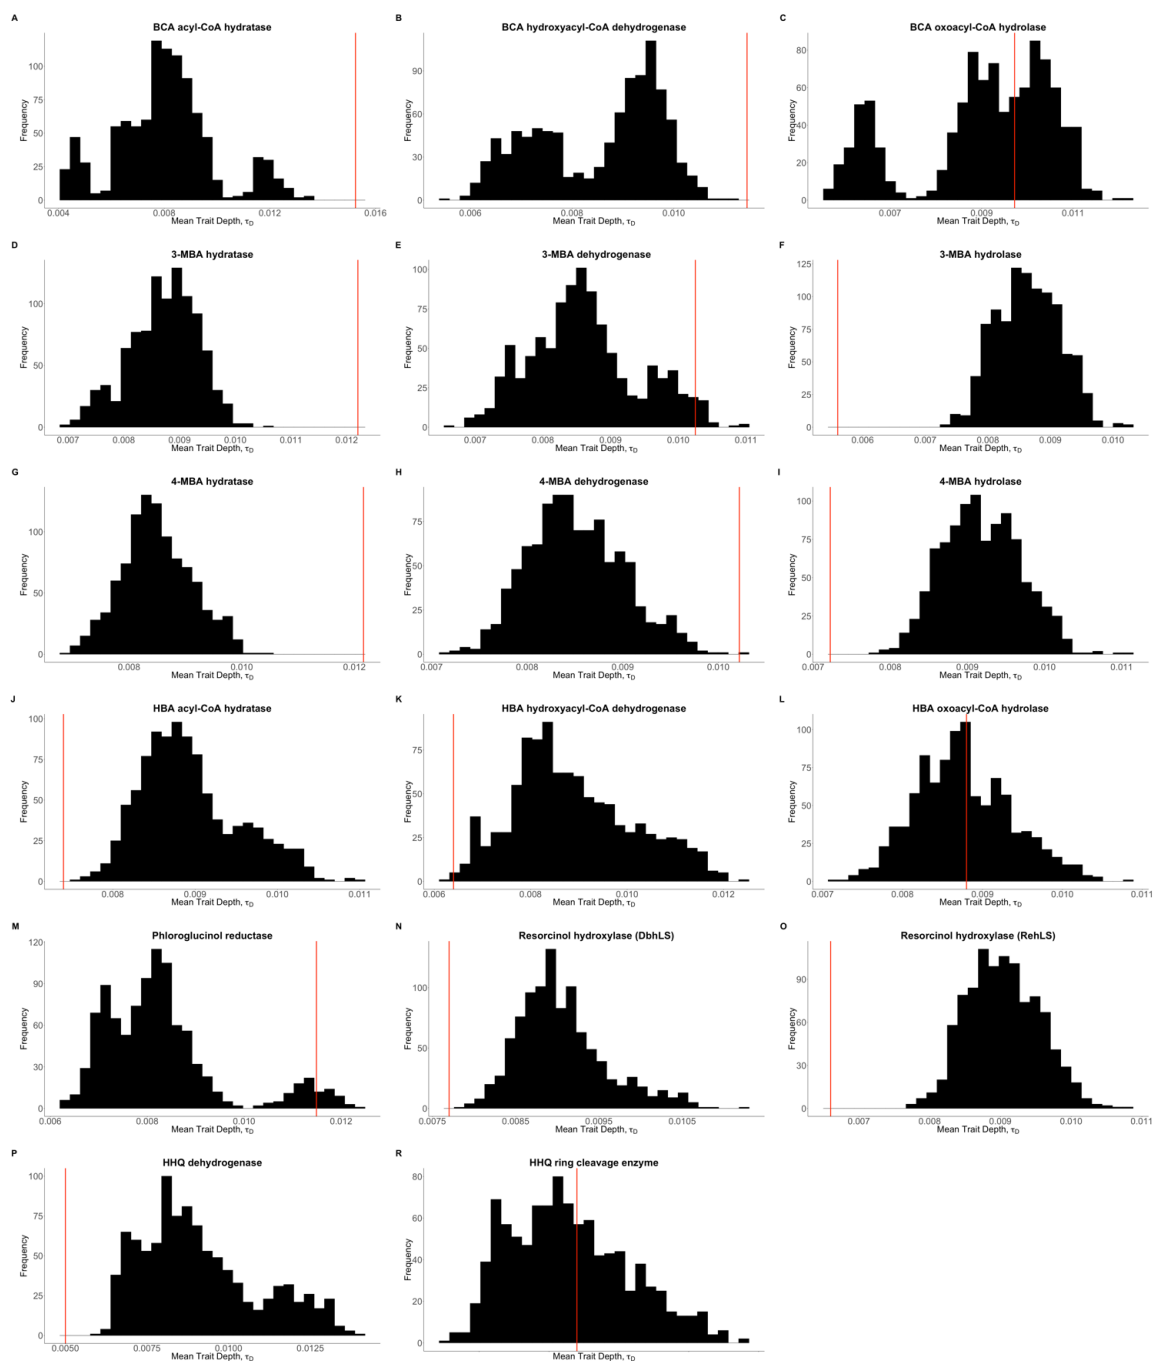 A
BCA acyl-CoA hydratase
Frequency
100
75
50
25
0
0.004
0.008
0.012
0.016
Mean Trait Depth, τD
B
BCA hydroxyacyl-CoA dehydrogenase
Frequency
90
60
30
0
0.006
0.008
0.010
Mean Trait Depth, τD
C
BCA oxoacyl-CoA hydrolase
Frequency
80
60
40
20
0
0.007
0.009
0.011
Mean Trait Depth, τD
D
3-MBA hydratase
Frequency
100
50
0
0.007
0.008
0.009
0.010
0.011
0.012
Mean Trait Depth, τD
E
3-MBA dehydrogenase
Frequency
100
75
50
25
0
0.007
0.008
0.009
0.010
0.011
Mean Trait Depth, τD
F
3-MBA hydrolase
Frequency
125
100
75
50
25
0
0.006
0.007
0.008
0.009
0.010
Mean Trait Depth, τD
G
4-MBA hydratase
Frequency
100
50
0
0.008
0.010
0.012
Mean Trait Depth, τD
H
4-MBA dehydrogenase
Frequency
75
50
25
0
0.007
0.008
0.009
0.010
Mean Trait Depth, τD
I
4-MBA hydrolase
Frequency
100
75
50
25
0
0.007
0.008
0.009
0.010
0.011
Mean Trait Depth, τD
J
HBA acyl-CoA hydratase
Frequency
100
75
50
25
0
0.008
0.009
0.010
0.011
Mean Trait Depth, τD
K
HBA hydroxyacyl-CoA dehydrogenase
Frequency
75
50
25
0
0.006
0.008
0.010
0.012
Mean Trait Depth, τD
L
HBA oxoacyl-CoA hydrolase
Frequency
100
75
50
25
0
0.007
0.008
0.009
0.010
0.011
Mean Trait Depth, τD
M
Phloroglucinol reductase
Frequency
120
90
60
30
0
0.006
0.008
0.010
0.012
Mean Trait Depth, τD
N
Resorcinol hydroxylase (DbhLS)
Frequency
100
50
0
0.0075
0.0085
0.0095
0.0105
Mean Trait Depth, τD
O
Resorcinol hydroxylase (RehLS)
Frequency
90
60
30
0
0.007
0.008
0.009
0.010
0.011
Mean Trait Depth, τD
P
HHQ dehydrogenase
Frequency
100
75
50
25
0
0.0050
0.0075
0.0100
0.0125
Mean Trait Depth, τD
R
HHQ ring cleavage enzyme
Frequency
80
60
40
20
0
Mean Trait Depth, τD